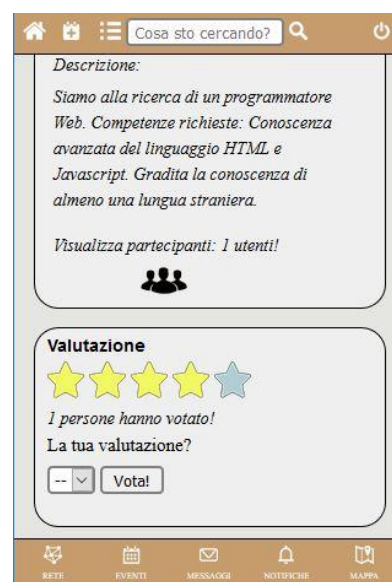 Cosa sto cercando?
Descrizione:
Siamo alla ricerca di un programmatore
Web. Competenze richieste: Conoscenza
avanzata del linguaggio HTML e
Javascript. Gradita la conoscenza di
almeno una lungua straniera.
Visualizza partecipanti: 1 utenti!
Valutazione
1 persone hanno votato!
La tua valutazione?
-- Vota!
RETE EVENTI MESSAGGI NOTIFICHE MAPPA